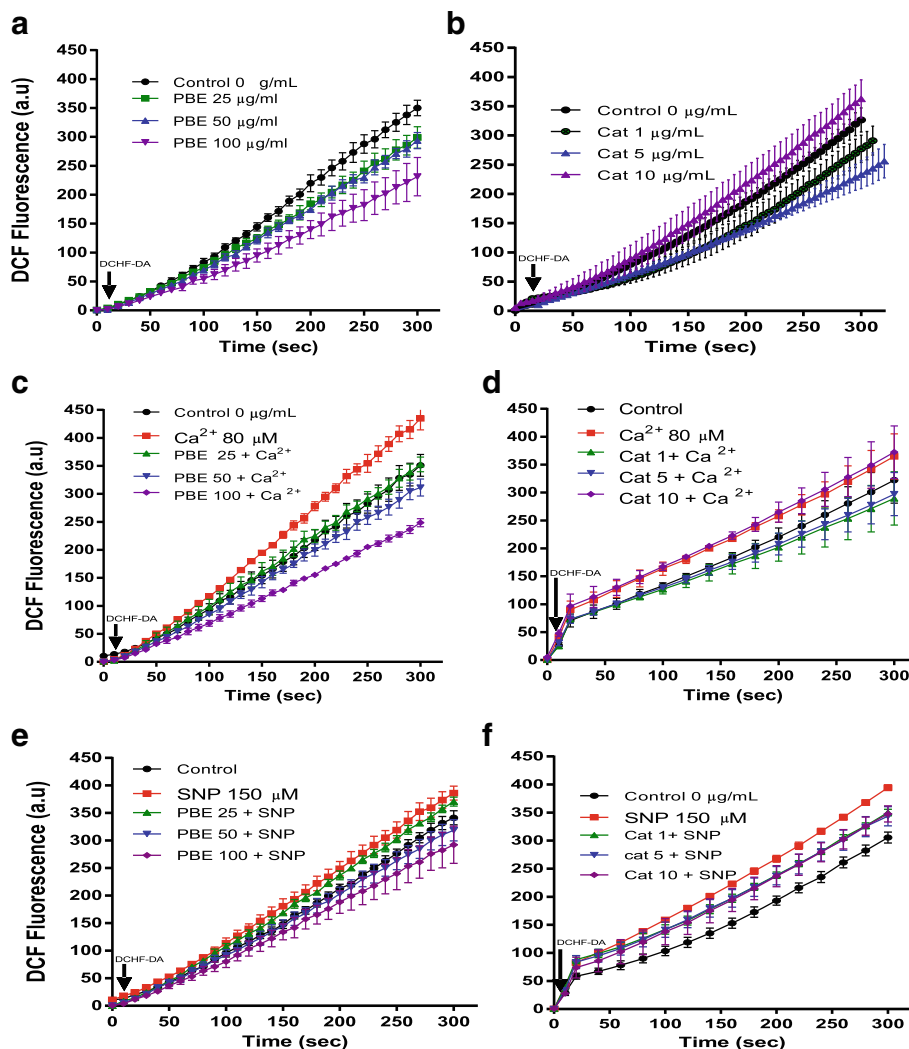 a
450
400
350
300
250
200
150
100
50
0
DCF Fluorescence (a.u)
Control 0 g/mL
PBE 25 µg/ml
PBE 50 µg/ml
PBE 100 µg/ml
DCHF-DA
0 50 100 150 200 250 300
Time (sec)
b
450
400
350
300
250
200
150
100
50
0
Control 0 µg/mL
Cat 1 µg/mL
Cat 5 µg/mL
Cat 10 µg/mL
DCHF-DA
0 50 100 150 200 250 300
Time (sec)
c
450
400
350
300
250
200
150
100
50
0
DCF Fluorescence (a.u)
Control 0 µg/mL
Ca2+ 80 µM
PBE 25 + Ca2+
PBE 50 + Ca2+
PBE 100 + Ca 2+
DCHF-DA
0 50 100 150 200 250 300
Time (sec)
d
450
400
350
300
250
200
150
100
50
0
Control
Ca2+ 80 µM
Cat 1+ Ca 2+
Cat 5 + Ca 2+
Cat 10 + Ca 2+
DCHF-DA
0 50 100 150 200 250 300
Time (sec)
e
450
400
350
300
250
200
150
100
50
0
DCF Fluorescence (a.u)
Control
SNP 150 µM
PBE 25 + SNP
PBE 50 + SNP
PBE 100 + SNP
DCHF-DA
0 50 100 150 200 250 300
Time (sec)
f
450
400
350
300
250
200
150
100
50
0
Control 0 µg/mL
SNP 150 µM
Cat 1+ SNP
cat 5 + SNP
Cat 10 + SNP
DCHF-DA
0 50 100 150 200 250 300
Time (sec)